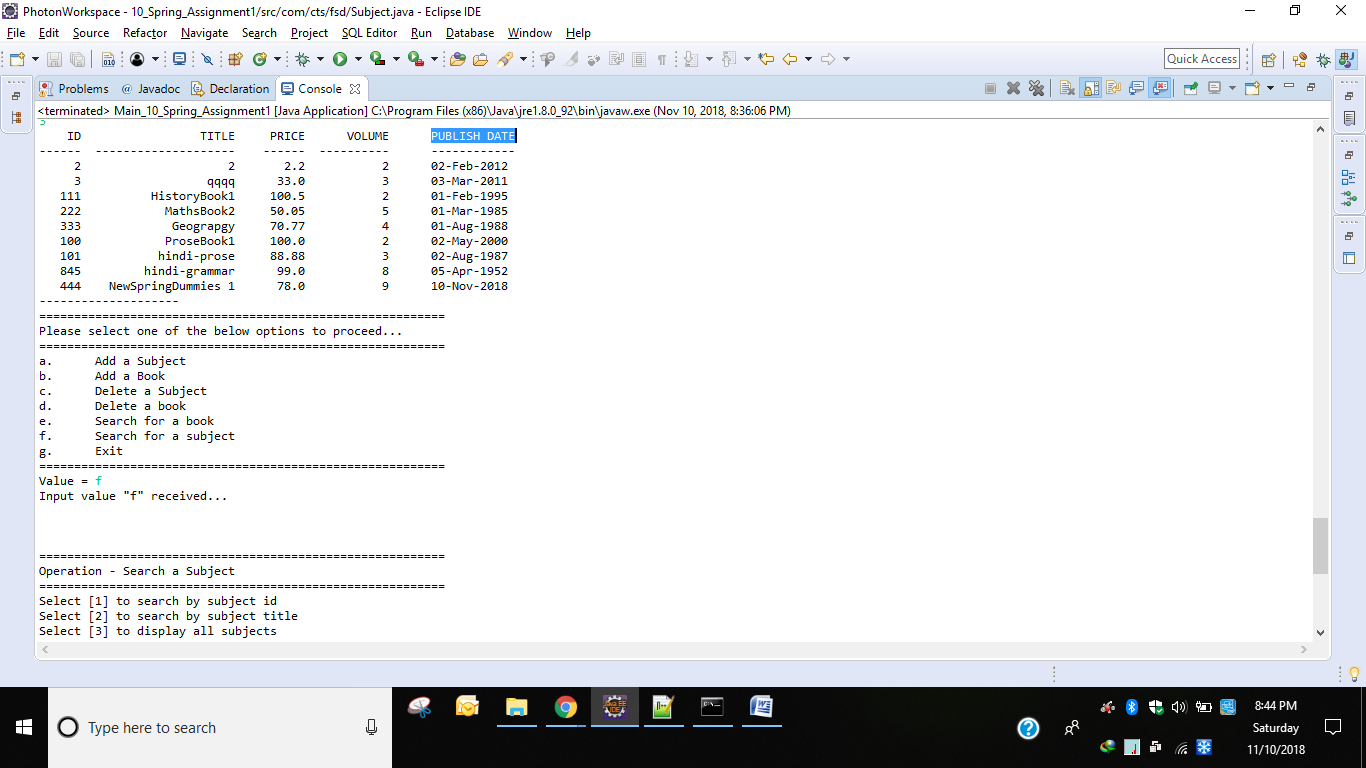 PhotonWorkspace - 10_Spring_Assignment1/src/com/cts/fsd/Subject.java - Eclipse IDE
File Edit Source Refactor Navigate Search Project SQL Editor Run Database Window Help
Quick Access
Problems @ Javadoc Declaration Console
<terminated> Main_10_Spring_Assignment1 [Java Application] C:\Program Files (x86)\Java\jre1.8.0_92\bin\javaw.exe (Nov 10, 2018, 8:36:06 PM)
ID TITLE PRICE VOLUME PUBLISH DATE
------ -------------------- ------ ---------- ------------
2 2 2.2 2 02-Feb-2012
3 qqqq 33.0 3 03-Mar-2011
111 HistoryBook1 100.5 2 01-Feb-1995
222 MathsBook2 50.05 5 01-Mar-1985
333 Geograpgy 70.77 4 01-Aug-1988
100 ProseBook1 100.0 2 02-May-2000
101 hindi-prose 88.88 3 02-Aug-1987
845 hindi-grammar 99.0 8 05-Apr-1952
444 NewSpringDummies 1 78.0 9 10-Nov-2018
--------------------
==========================================================
Please select one of the below options to proceed...
==========================================================
a. Add a Subject
b. Add a Book
c. Delete a Subject
d. Delete a book
e. Search for a book
f. Search for a subject
g. Exit
==========================================================
Value = f
Input value "f" received...
==========================================================
Operation - Search a Subject
==========================================================
Select [1] to search by subject id
Select [2] to search by subject title
Select [3] to display all subjects
Type here to search
8:44 PM
Saturday
11/10/2018